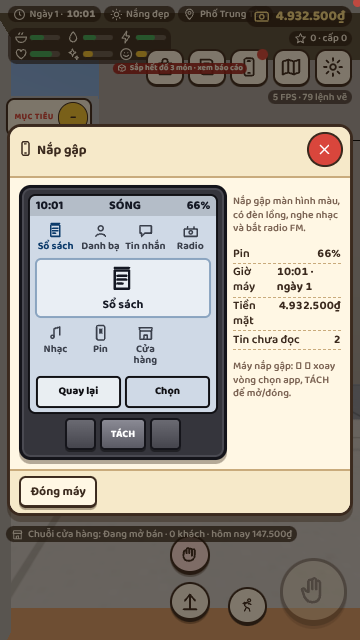 Ngày 1 · 10:01
Nắng đẹp
Phố Trung
4.932.500₫
0 · cấp 0
Sắp hết đồ 3 món · xem báo cáo
5 FPS · 79 lệnh vẽ
MỤC TIÊU
Nắp gập
10:01 SÓNG 66%
Sổ sách Danh bạ Tin nhắn Radio
Sổ sách
Nhạc Pin Cửa hàng
Quay lại Chọn
TÁCH
Nắp gập màn hình màu,
có đèn lồng, nghe nhạc
và bắt radio FM.
Pin 66%
Giờ máy 10:01 · ngày 1
Tiền mặt 4.932.500₫
Tin chưa đọc 2
Máy nắp gập: ▯ ▯ xoay
vòng chọn app, TÁCH
để mở/đóng.
Đóng máy
Chuỗi cửa hàng: Đang mở bán · 0 khách · hôm nay 147,500₫